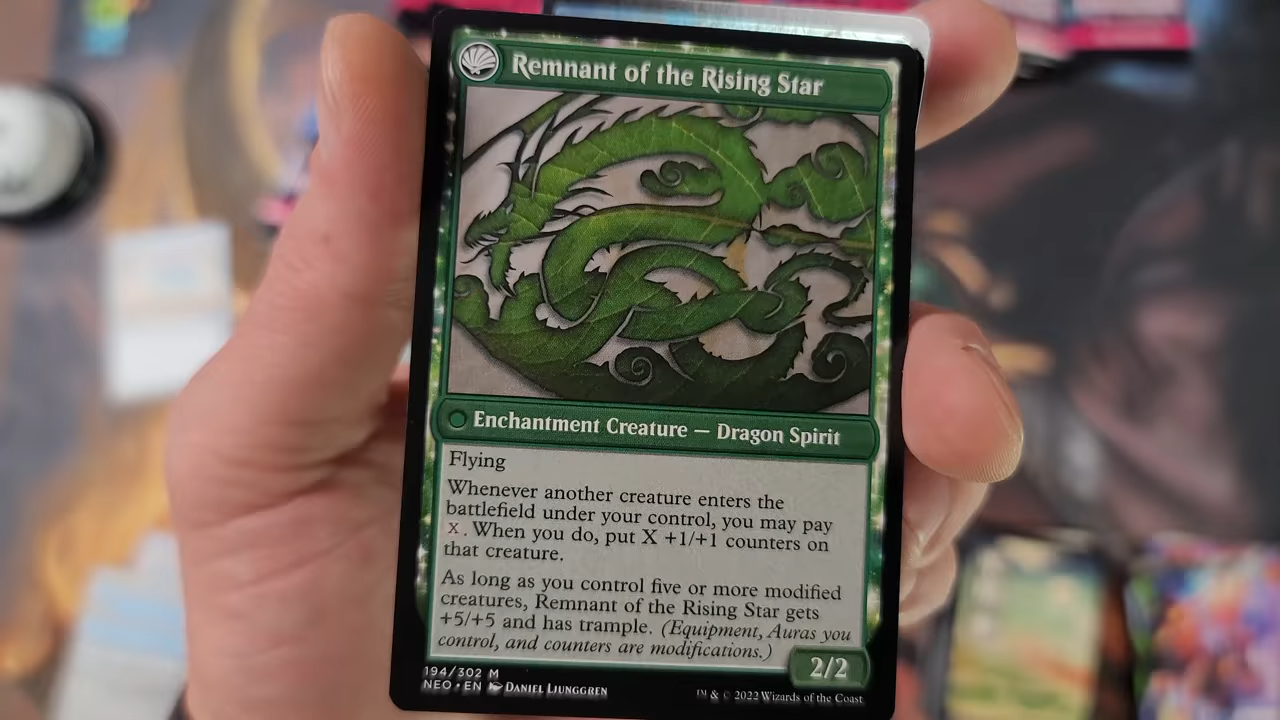 Remnant of the Rising Star
Enchantment Creature — Dragon Spirit
Flying
Whenever another creature enters the
battlefield under your control, you may pay
X. When you do, put X +1/+1 counters on
that creature.
As long as you control five or more modified
creatures, Remnant of the Rising Star gets
+5/+5 and has trample. (Equipment, Auras you
control, and counters are modifications.)
2/2
194/302 M
NEO • EN Daniel Ljunggren
™ & © 2022 Wizards of the Coast